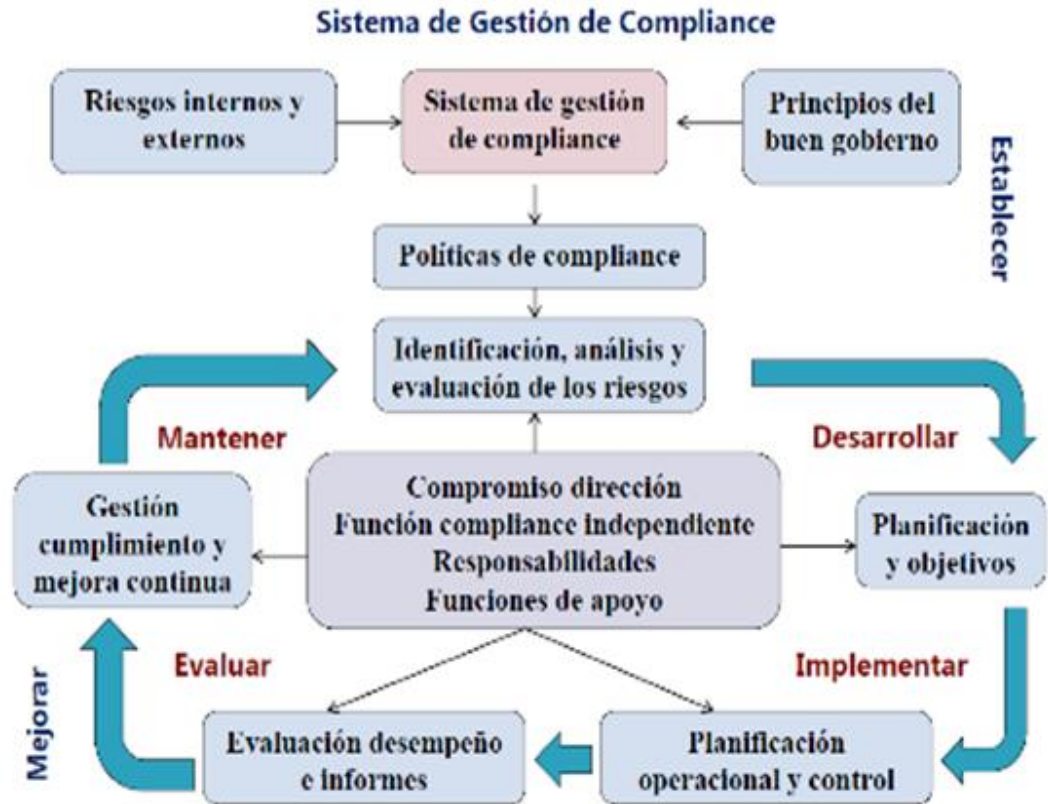 Sistema de Gestión de Compliance
Riesgos internos y
externos
Sistema de gestión
de compliance
Principios del
buen gobierno
Establecer
Políticas de compliance
Identificación, análisis y
evaluación de los riesgos
Mantener
Desarrollar
Gestión
cumplimiento y
mejora continua
Compromiso dirección
Función compliance independiente
Responsabilidades
Funciones de apoyo
Planificación
y objetivos
Evaluar
Implementar
Mejorar
Evaluación desempeño
e informes
Planificación
operacional y control